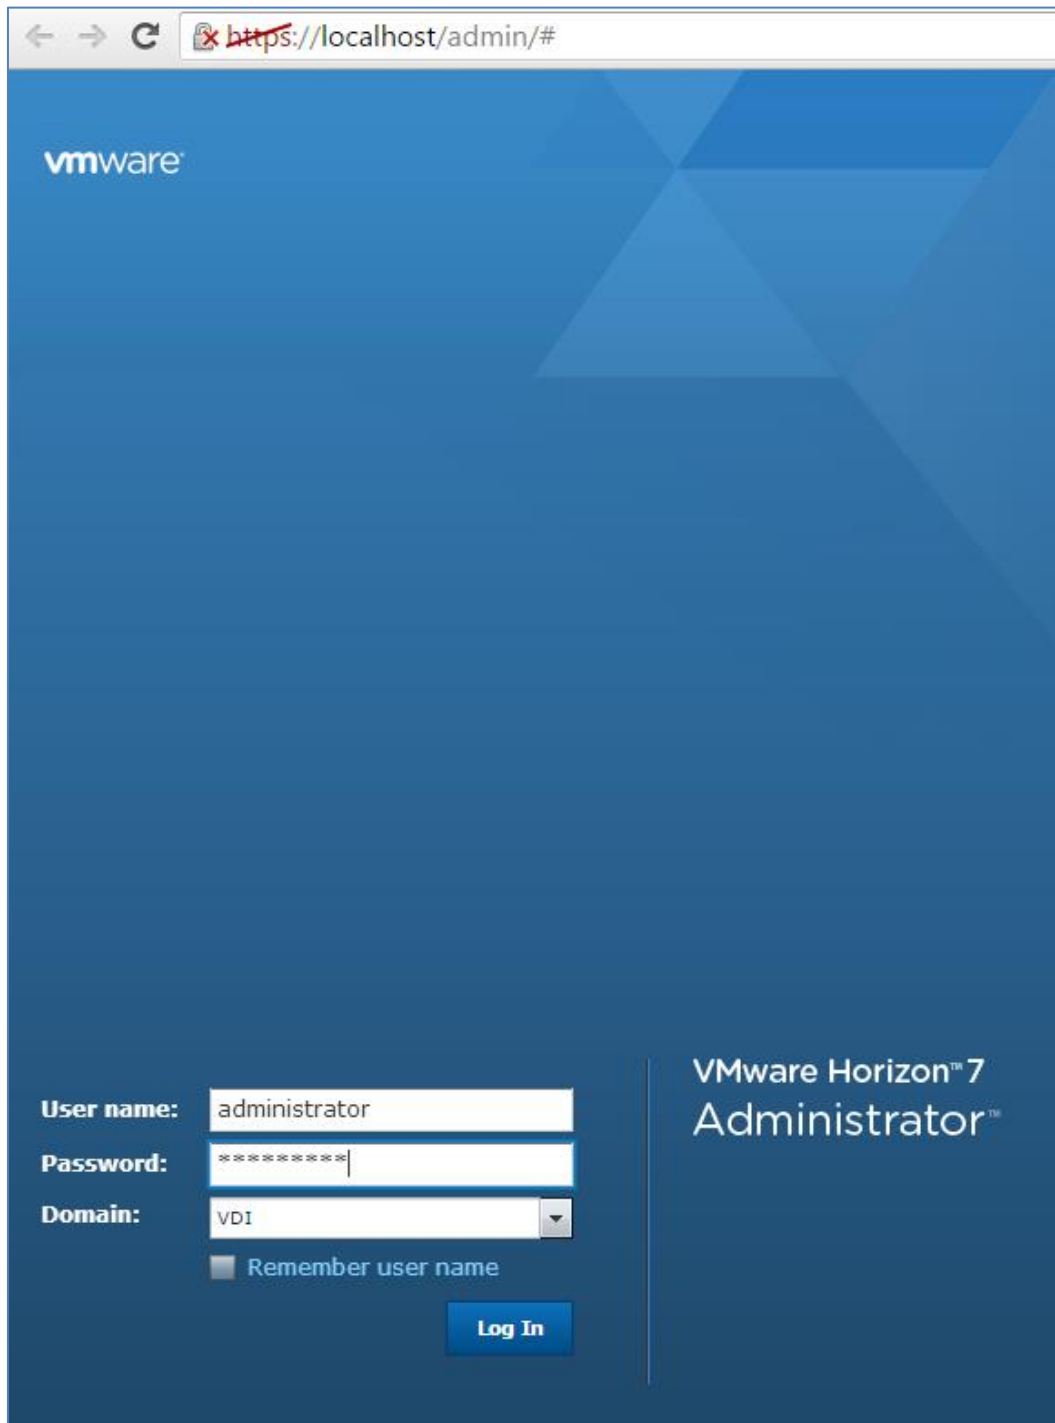 https://localhost/admin/#
vmware
VMware Horizon™ 7
Administrator™
User name: administrator
Password: *********
Domain: VDI
Remember user name
Log In